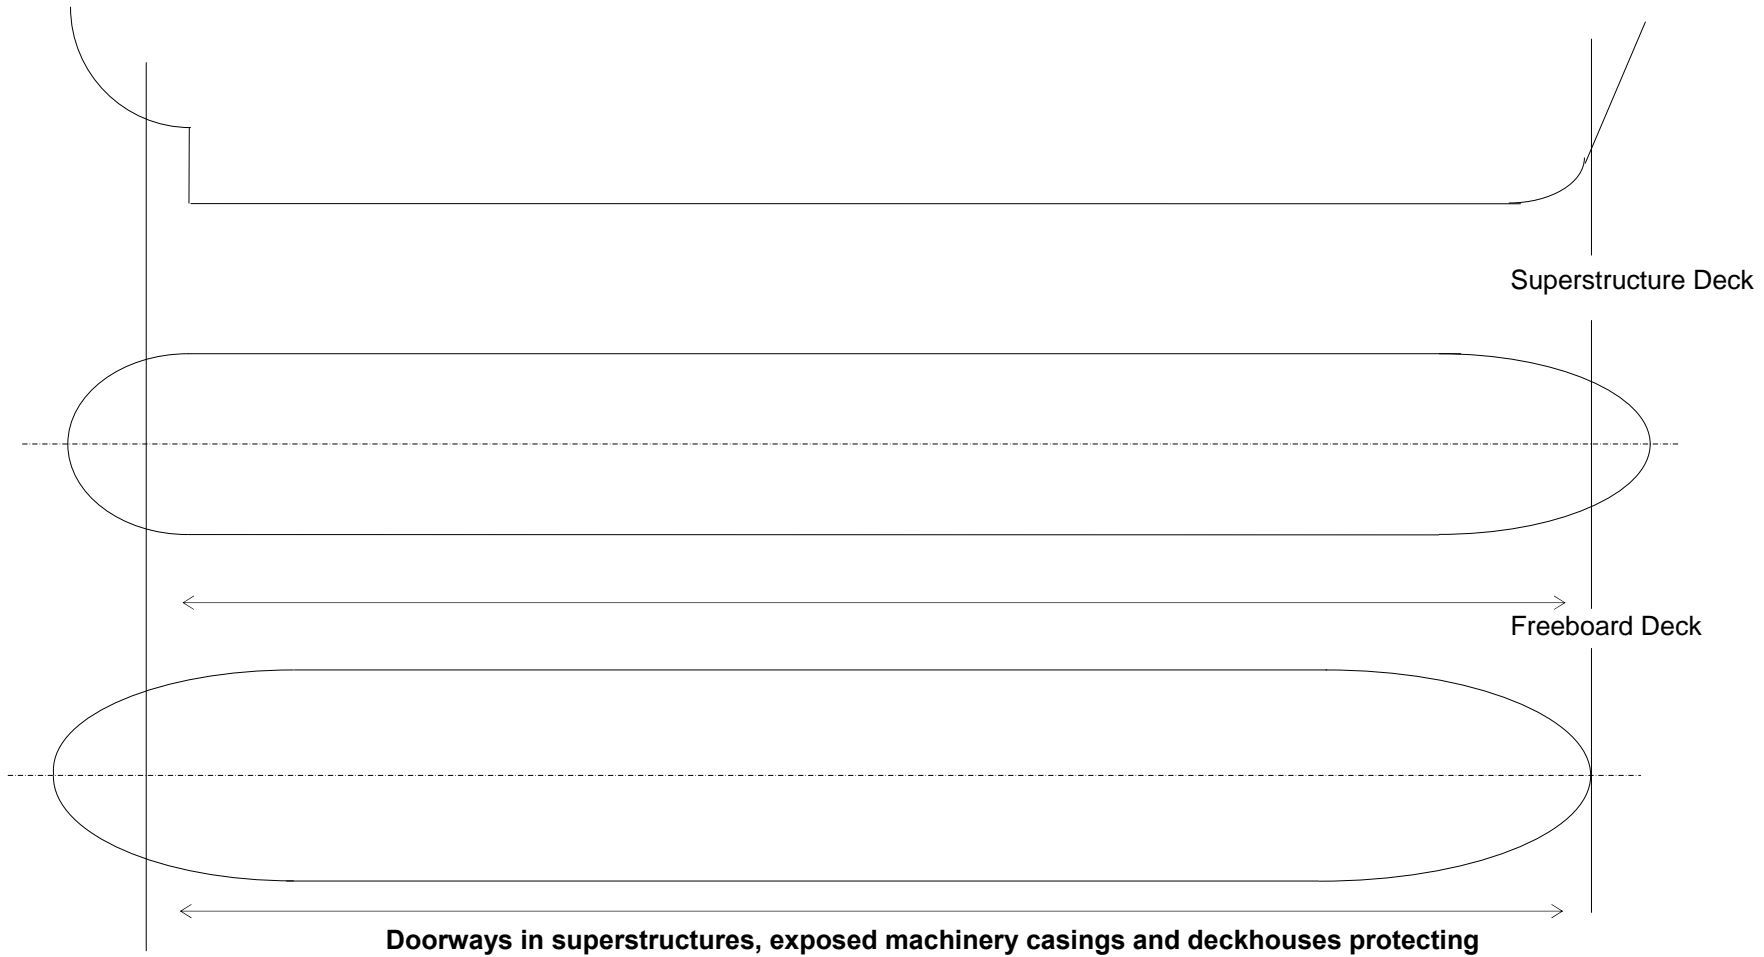 Superstructure Deck
Freeboard Deck
Doorways in superstructures, exposed machinery casings and deckhouses protecting